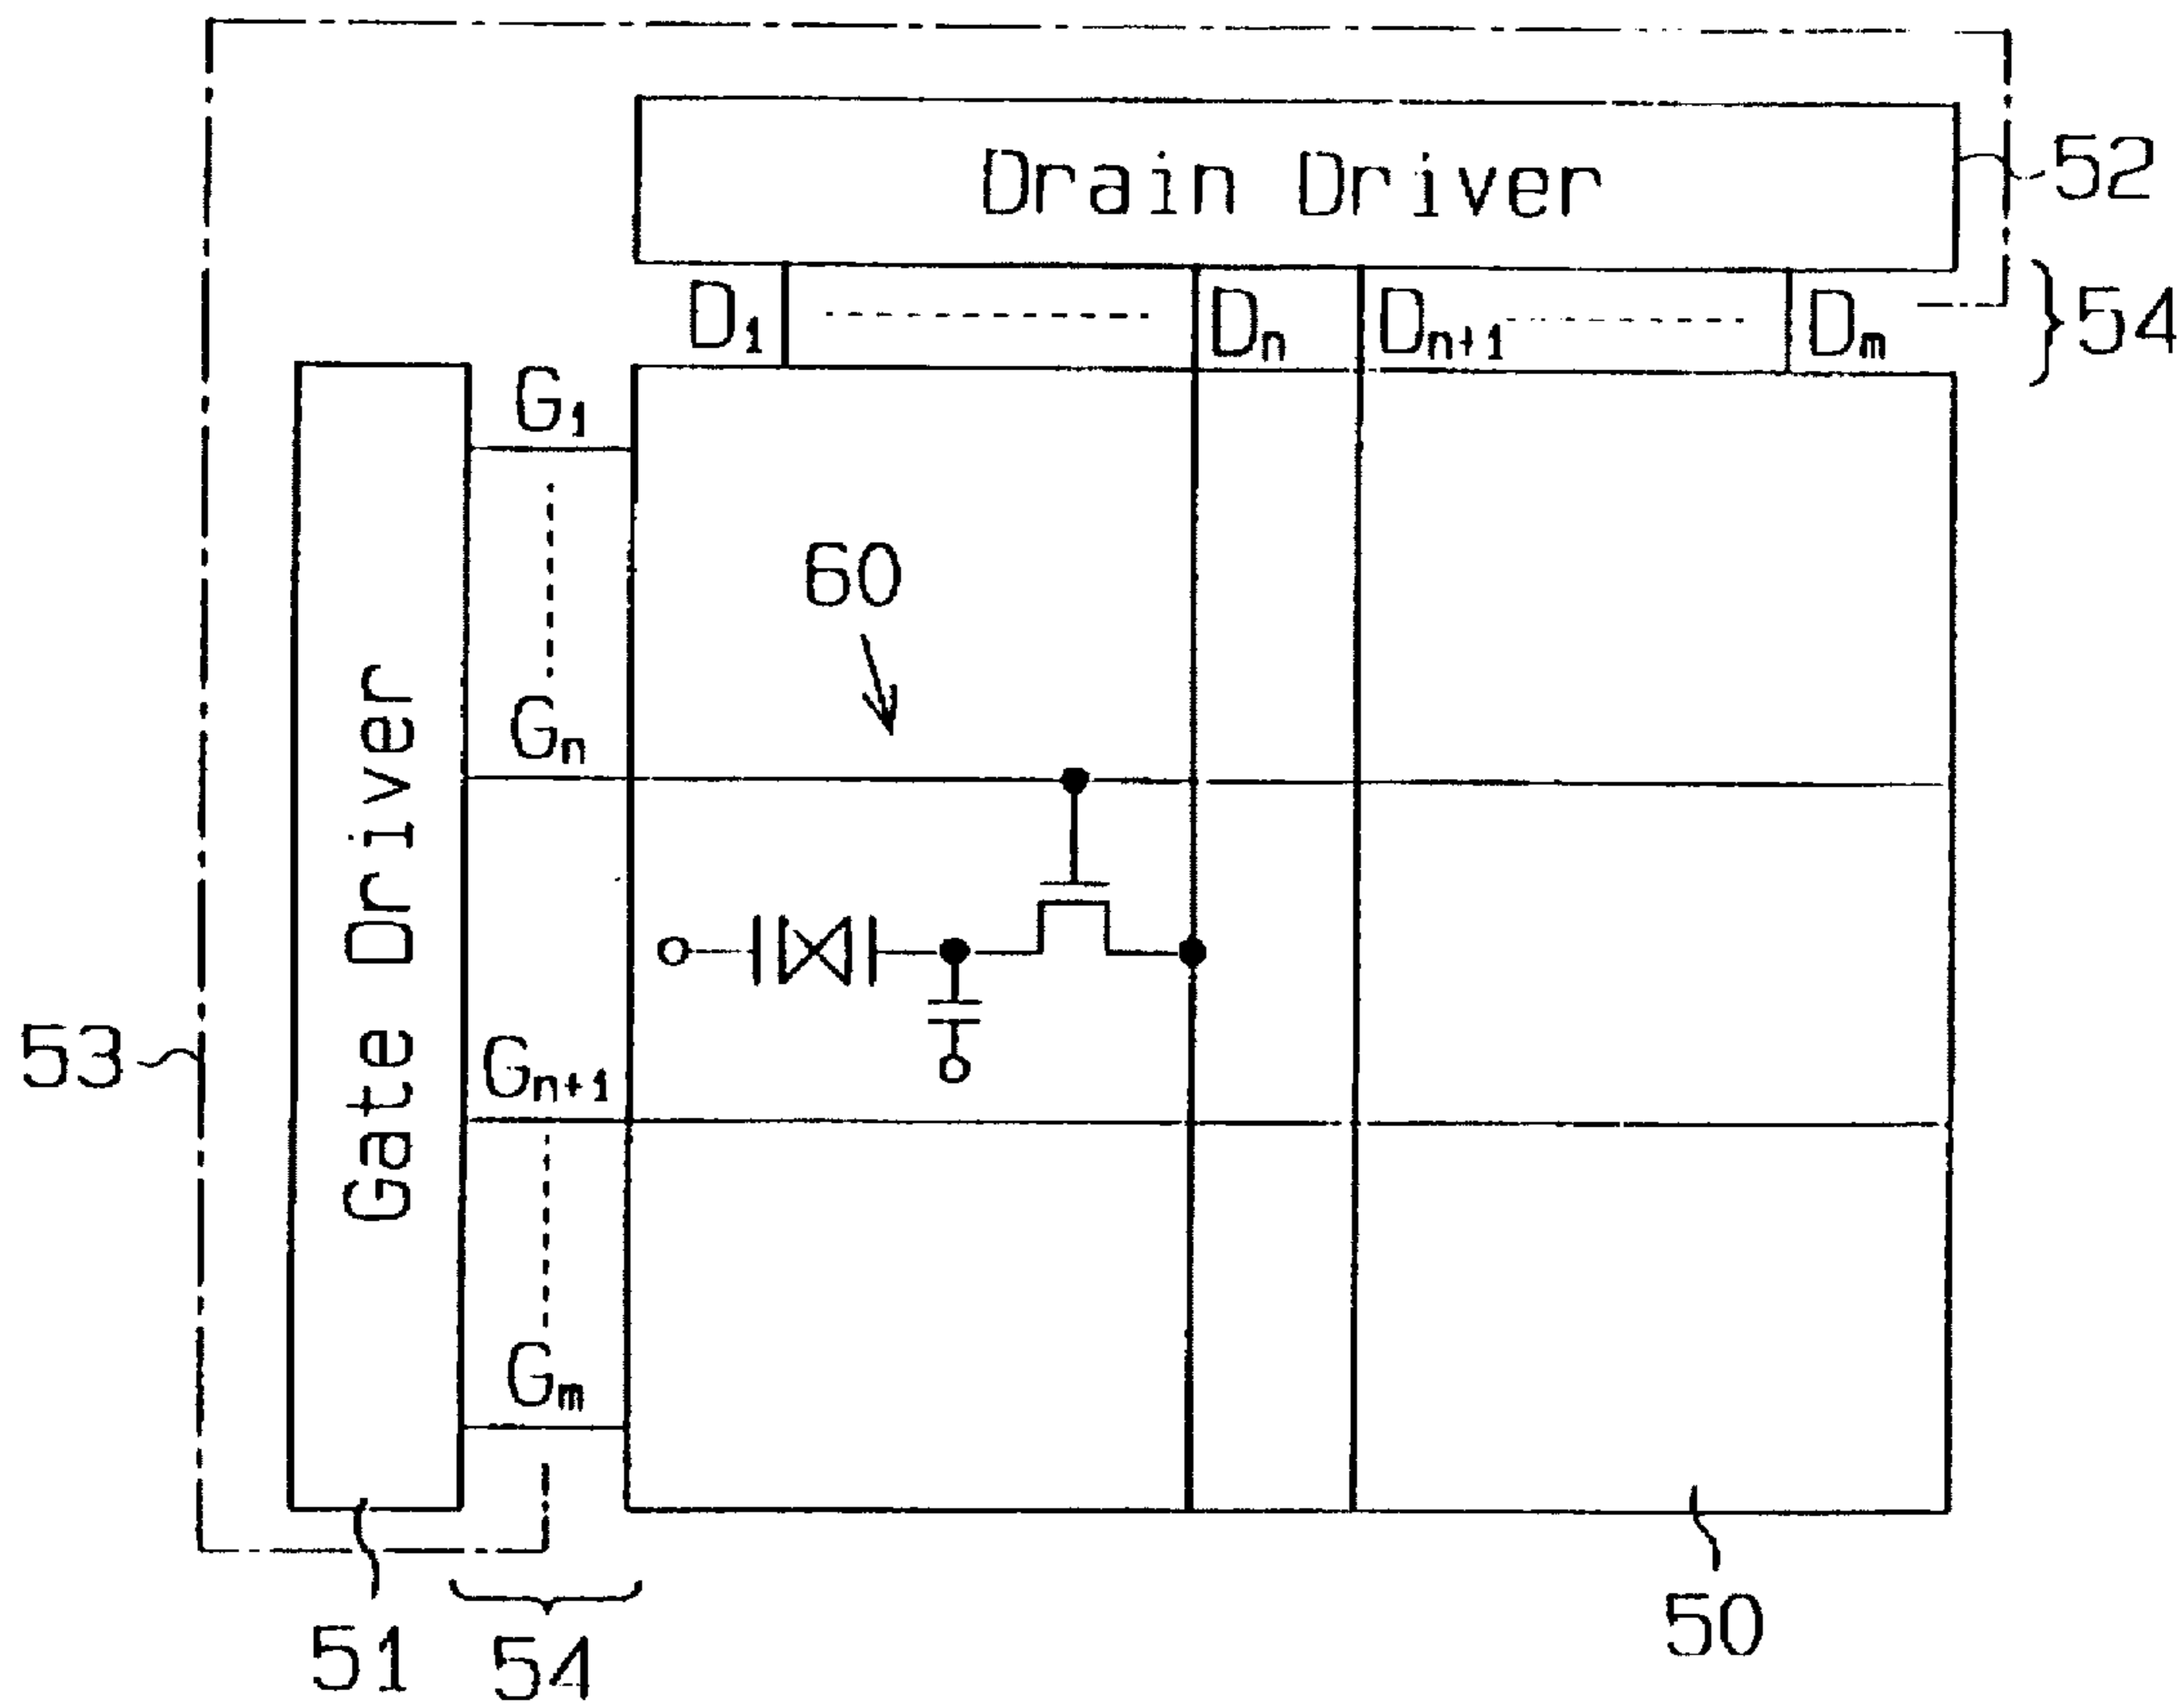 Drain Driver
52
D1
Dn
Dn+1
Dm
54
G1
60
Gn
Gate Driver
53
Gn+1
Gm
51
54
50